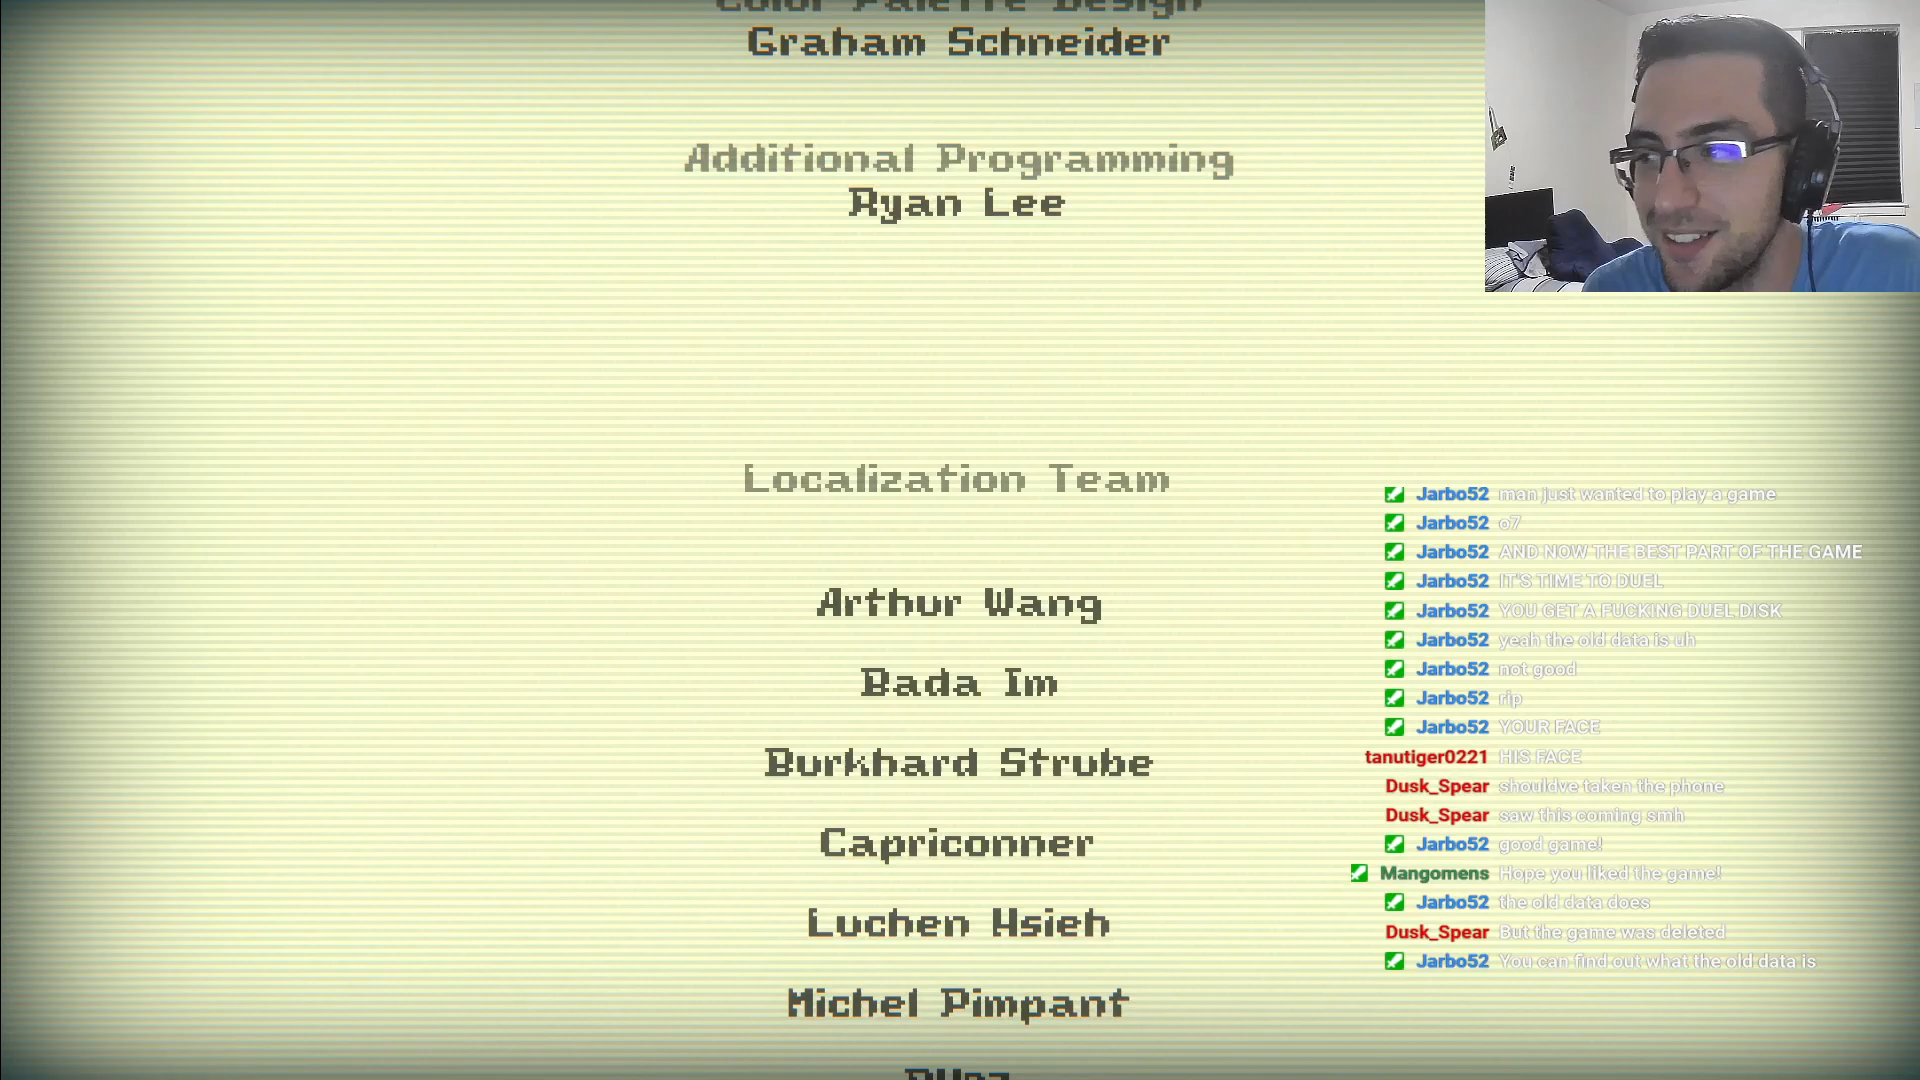 Color Palette Design
Graham Schneider
Additional Programming
Ryan Lee
Localization Team
Arthur Wang
Bada Im
Burkhard Strube
Capriconner
Luchen Hsieh
Michel Pimpant
Jarbo52 man just wanted to play a game
Jarbo52 o7
Jarbo52 AND NOW THE BEST PART OF THE GAME
Jarbo52 IT'S TIME TO DUEL
Jarbo52 YOU GET A FUCKING DUEL DISK
Jarbo52 yeah the old data is uh
Jarbo52 not good
Jarbo52 rip
Jarbo52 YOUR FACE
tanutiger0221 HIS FACE
Dusk_Spear shouldve taken the phone
Dusk_Spear saw this coming smh
Jarbo52 good game!
Mangomens Hope you liked the game!
Jarbo52 the old data does
Dusk_Spear But the game was deleted
Jarbo52 You can find out what the old data is